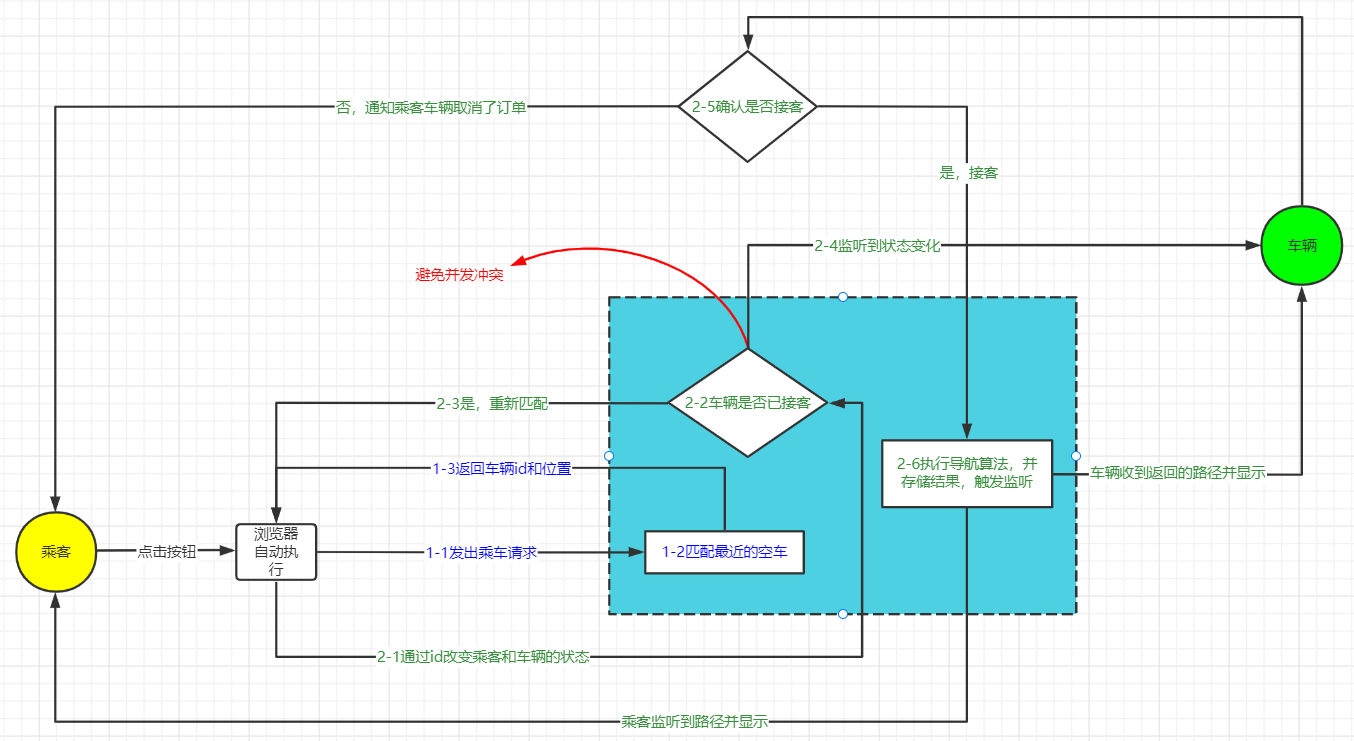 2-5确认是否接客
否，通知乘客车辆取消了订单
是，接客
2-4监听到状态变化
车辆
避免并发冲突
2-3是，重新匹配
2-2车辆是否已接客
1-3返回车辆id和位置
2-6执行导航算法，并
存储结果，触发监听
车辆收到返回的路径并显示
乘客
点击按钮
浏览器
自动执
行
1-1发出乘车请求
1-2匹配最近的空车
2-1通过id改变乘客和车辆的状态
乘客监听到路径并显示